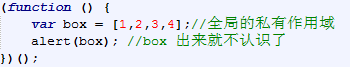 (function () {
var box = [1,2,3,4];//全局的私有作用域
alert(box); //box 出来就不认识了
})();